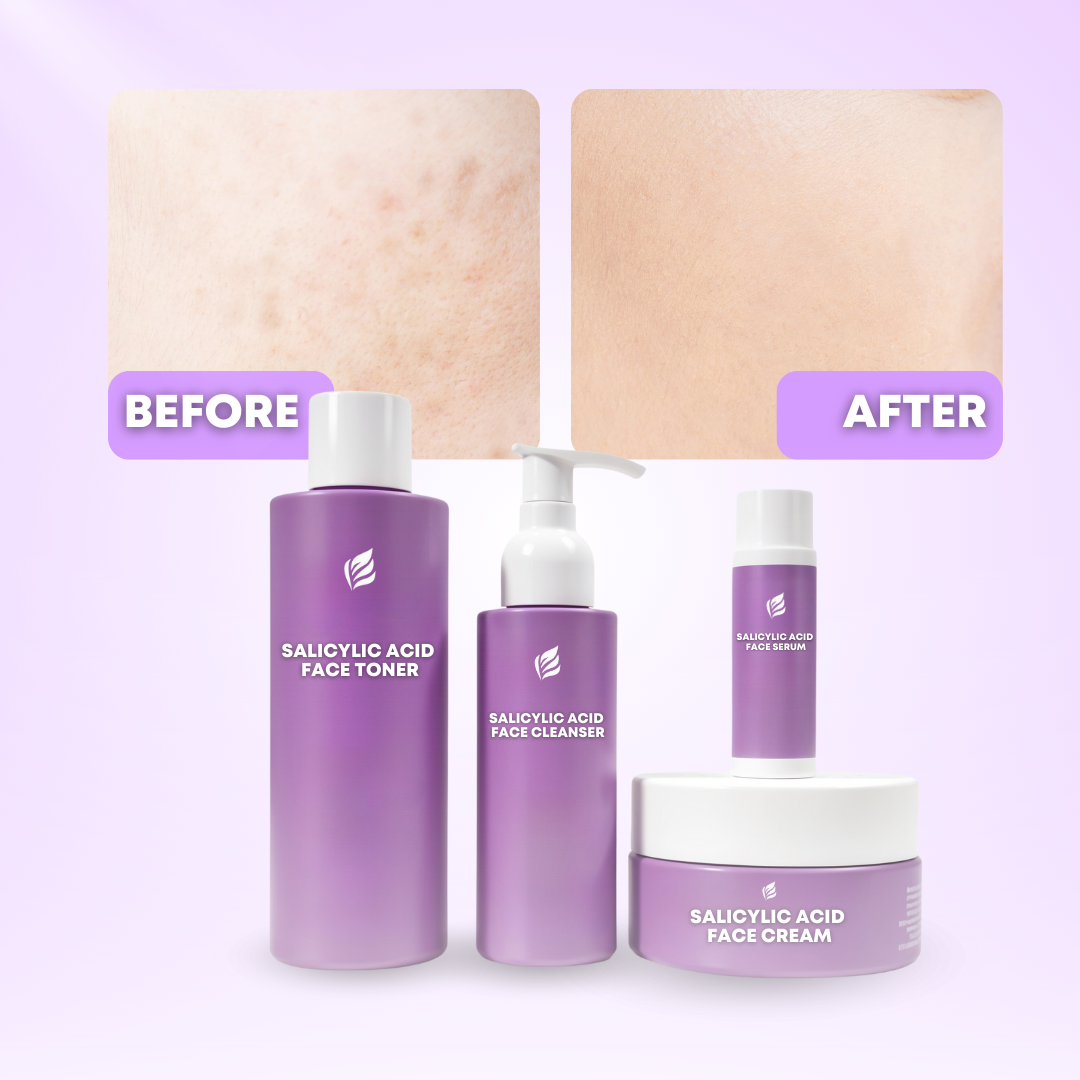 BEFORE
AFTER
SALICYLIC ACID
FACE TONER
SALICYLIC ACID
FACE CLEANSER
SALICYLIC ACID
FACE SERUM
SALICYLIC ACID
FACE CREAM